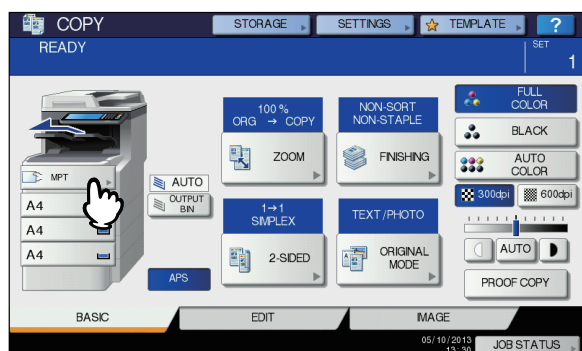 COPY
STORAGE
SETTINGS
TEMPLATE
?
READY
SET
1
100 %
ORG → COPY
ZOOM
NON-SORT
NON-STAPLE
FINISHING
FULL
COLOR
BLACK
AUTO
COLOR
300dpi
600dpi
MPT
A4
A4
A4
AUTO
OUTPUT
BIN
APS
1→1
SIMPLEX
2-SIDED
TEXT/PHOTO
ORIGINAL
MODE
AUTO
PROOF COPY
BASIC
EDIT
IMAGE
05/10/2013
13:30
JOB STATUS